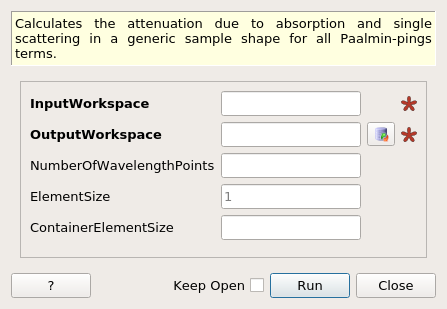 Calculates the attenuation due to absorption and single
scattering in a generic sample shape for all Paalmin-pings
terms.
InputWorkspace
OutputWorkspace
NumberOfWavelengthPoints
ElementSize 1
ContainerElementSize
? Keep Open Run Close